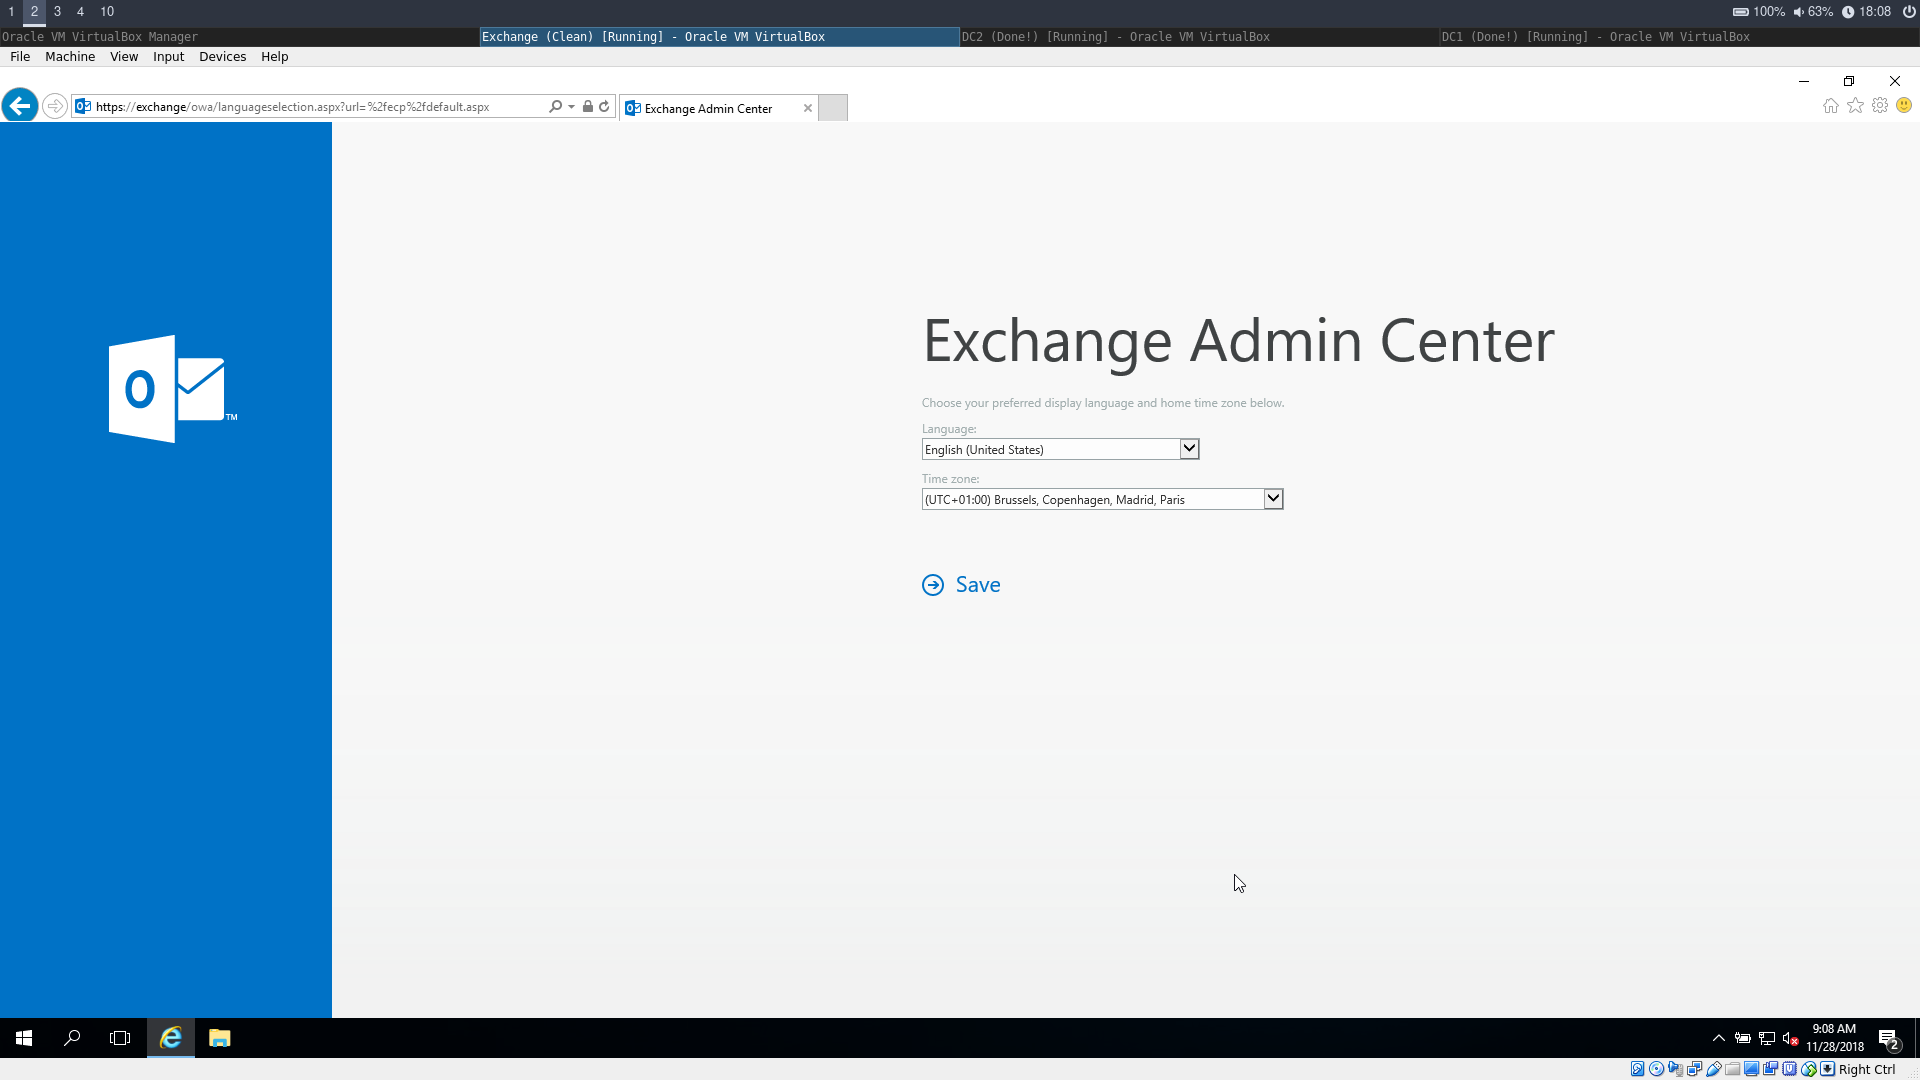 1 2 3 4 10 100% 63% 18:08
Oracle VM VirtualBox Manager Exchange (Clean) [Running] - Oracle VM VirtualBox DC2 (Done!) [Running] - Oracle VM VirtualBox DC1 (Done!) [Running] - Oracle VM VirtualBox
File Machine View Input Devices Help
https://exchange/owa/languageselection.aspx?url=%2fecp%2fdefault.aspx Exchange Admin Center
Exchange Admin Center
Choose your preferred display language and home time zone below.
Language:
English (United States)
Time zone:
(UTC+01:00) Brussels, Copenhagen, Madrid, Paris
Save
O
TM
9:08 AM
11/28/2018
2
Right Ctrl